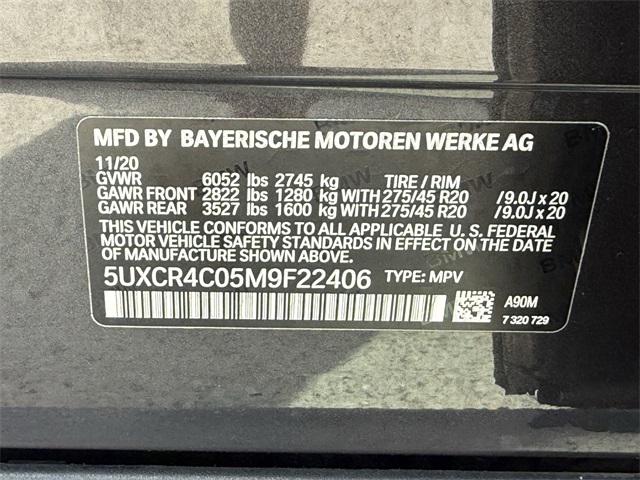 MFD BY BAYERISCHE MOTOREN WERKE AG
11/20
GVWR 6052 lbs 2745 kg TIRE / RIM
GAWR FRONT 2822 lbs 1280 kg WITH 275/45 R20 / 9.0J x 20
GAWR REAR 3527 lbs 1600 kg WITH 275/45 R20 / 9.0J x 20
THIS VEHICLE CONFORMS TO ALL APPLICABLE U. S. FEDERAL
MOTOR VEHICLE SAFETY STANDARDS IN EFFECT ON THE DATE
OF MANUFACTURE SHOWN ABOVE.
5UXCR4C05M9F22406 TYPE: MPV
A90M
7 320 729